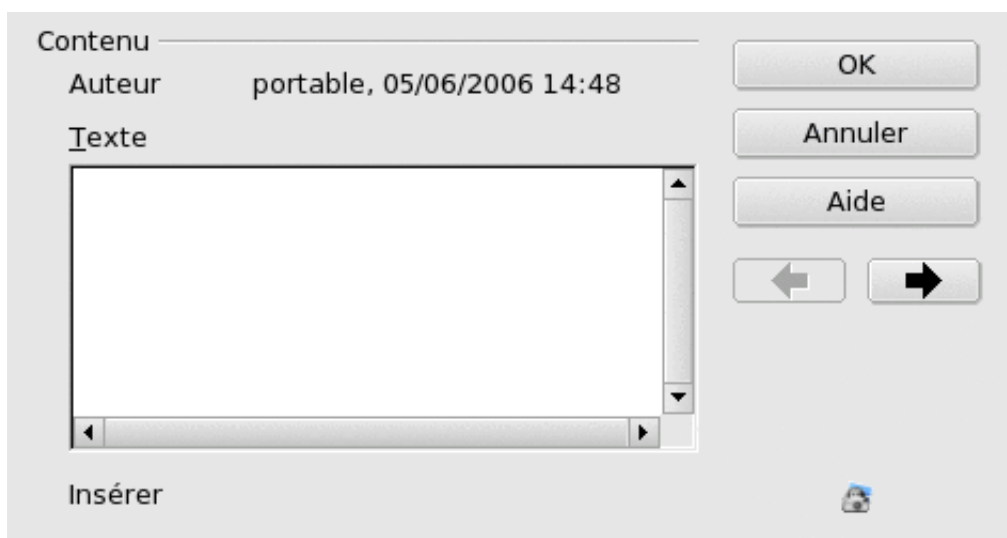 Contenu
Auteur portable, 05/06/2006 14:48
Texte
Insérer
OK
Annuler
Aide